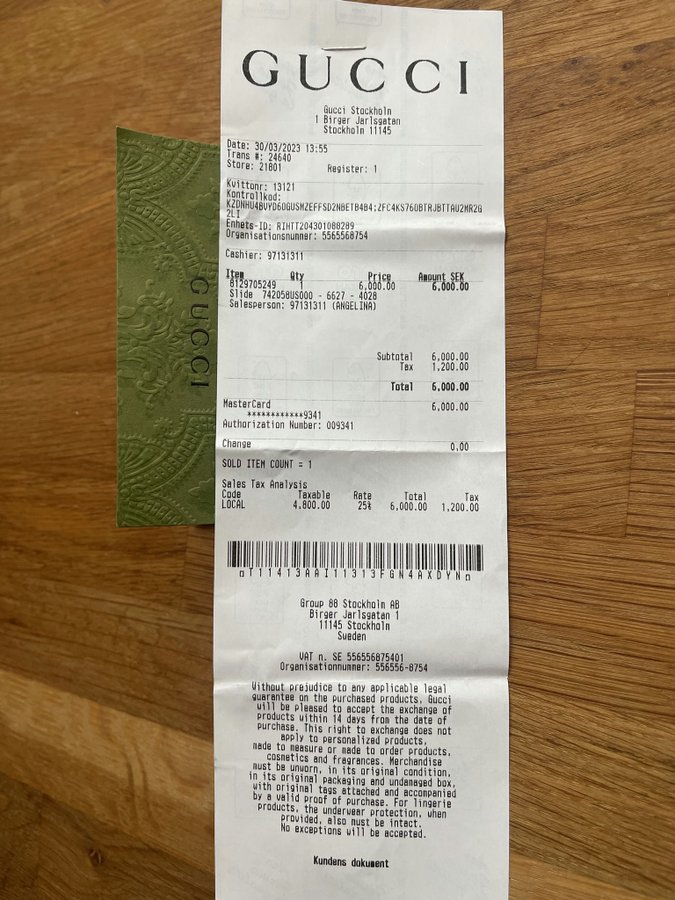 GUCCI
Gucci Stockholm
1 Birger Jarlsgatan
Stockholm 11145
Date: 30/03/2023 13:55
Trans #: 24640
Store: 21801 Register: 1
Kvittonr: 13121
Kontrollkod:
Enhets-ID: RIMTT204301088289
Organisationsnummer: 5565568754
Cashier: 97131311
Item Qty Price Amount SEK
8129705249 1 6,000.00 6,000.00
Slide 742058US000 - 6627 - 4028
Salesperson: 97131311 (ANGELINA)
Subtotal 6,000.00
Tax 1,200.00
Total 6,000.00
MasterCard 6,000.00
************9341
Authorization Number: 009341
Change 0.00
SOLD ITEM COUNT = 1
Sales Tax Analysis
Code Taxable Rate Total Tax
LOCAL 4,800.00 25% 6,000.00 1,200.00
Group 88 Stockholm AB
Birger Jarlsgatan 1
11145 Stockholm
Sweden
VAT n. SE 556556875401
Organisationnummer: 556556-8754
Without prejudice to any applicable legal
guarantee on the purchased products, Gucci
will be pleased to accept the exchange of
products within 14 days from the date of
purchase. This right to exchange does not
apply to personalized products,
made to measure or made to order products,
cosmetics and fragrances. Merchandise
must be unworn, in its original condition,
in its original packaging and undamaged box,
with original tags attached and accompanied
by a valid proof of purchase. For lingerie
products, the underwear protection, when
provided, also must be intact.
No exceptions will be accepted.
Kundens dokument
GUCCI